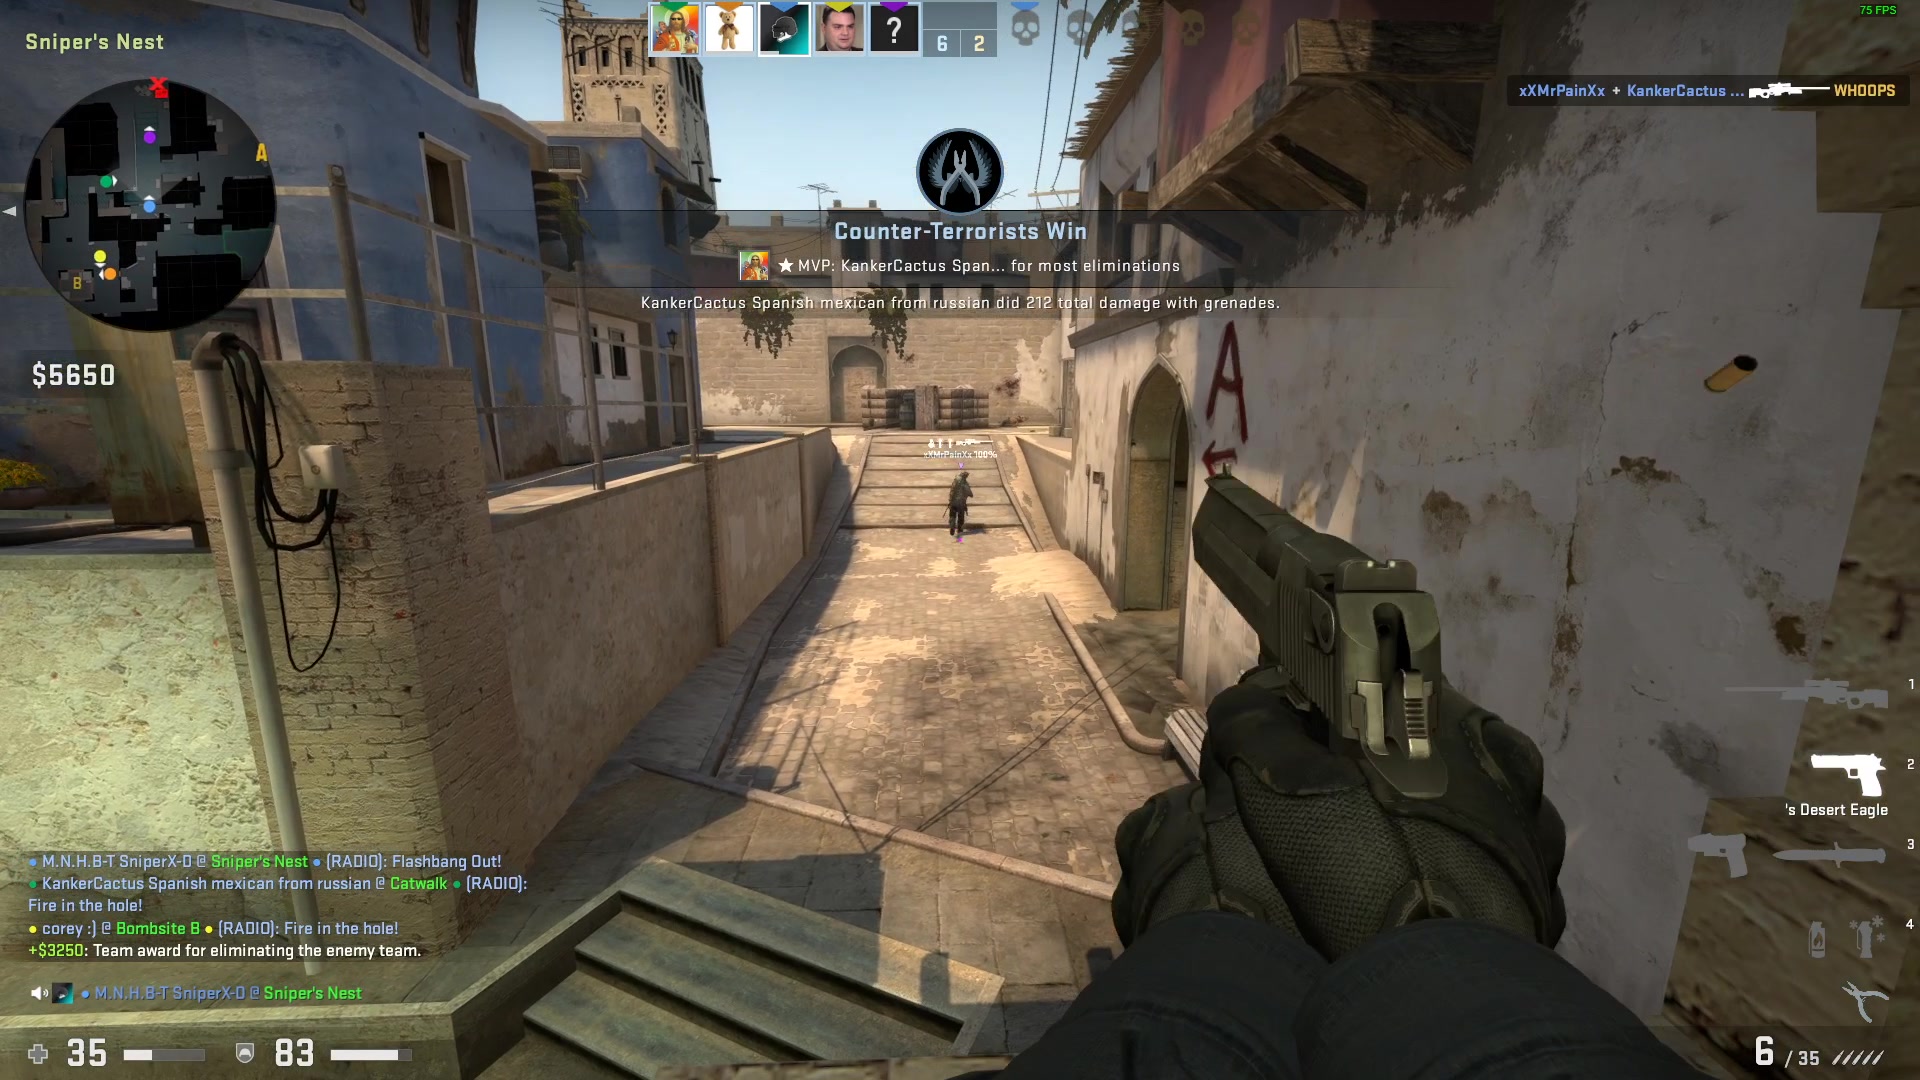 75 FPS
Sniper's Nest
?
6 2
xXMrPainXx + KankerCactus ... WHOOPS
A
B
Counter-Terrorists Win
★ MVP: KankerCactus Span... for most eliminations
KankerCactus Spanish mexican from russian did 212 total damage with grenades.
$5650
A
xXMrPainXx 100%
1
2
's Desert Eagle
3
4
● M.N.H.B-T SniperX-D @ Sniper's Nest ● (RADIO): Flashbang Out!
● KankerCactus Spanish mexican from russian @ Catwalk ● (RADIO):
Fire in the hole!
● corey :) @ Bombsite B ● (RADIO): Fire in the hole!
+$3250: Team award for eliminating the enemy team.
● M.N.H.B-T SniperX-D @ Sniper's Nest
35 83
6 / 35